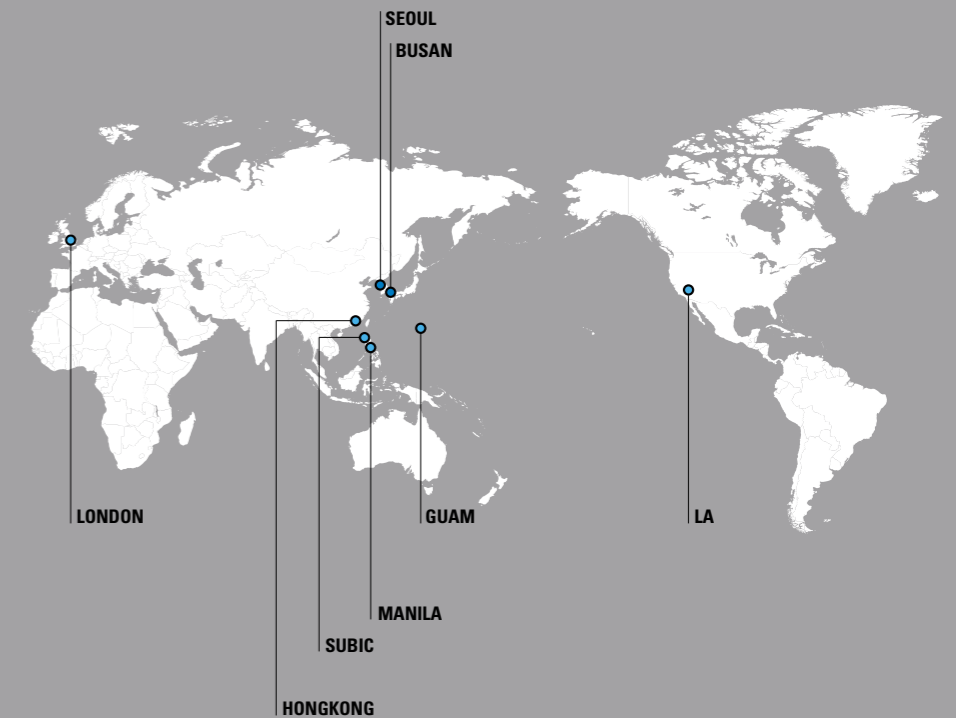 SEOUL
BUSAN
LONDON
GUAM
LA
MANILA
SUBIC
HONGKONG